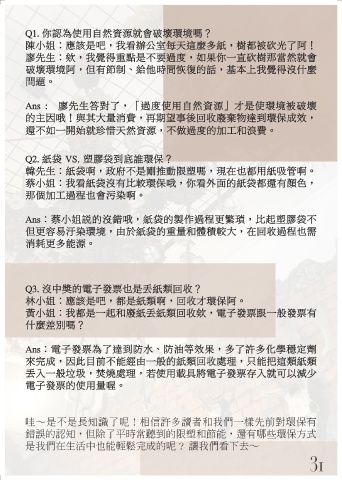 Q1. 你認為使用自然資源就會破壞環境嗎？
陳小姐：應該是吧，我看辦公室每天這麼多紙，樹都被砍光了阿！
廖先生：欸，我覺得重點是不要過度，如果你一直砍樹那當然就會
破壞環境阿，但有節制、給他時間恢復的話，基本上我覺得沒什麼
問題。
Ans： 廖先生答對了，「過度使用自然資源」才是使環境被破壞
的主因哦！與其大量消費，再期望事後回收廢棄物達到環保成效，
還不如一開始就珍惜天然資源，不做過度的加工和浪費。
Q2. 紙袋 VS. 塑膠袋到底誰環保？
韓先生：紙袋啊，政府不是剛推動限塑嗎，現在也都用紙吸管啊。
蔡小姐：我看紙袋沒有比較環保哦，你看外面的紙袋都還有顏色，
那個加工過程也會污染啊。
Ans：蔡小姐說的沒錯哦，紙袋的製作過程更繁瑣，比起塑膠袋不
但更容易污染環境，由於紙袋的重量和體積較大，在回收過程也需
消耗更多能源。
Q3. 沒中獎的電子發票也是丟紙類回收？
林小姐：應該是吧，都是紙類啊，回收才環保阿。
黃小姐：我都是一起和廢紙丟紙類回收欸，電子發票跟一般發票有
什麼差別嗎？
Ans：電子發票為了達到防水、防油等效果，多了許多化學穩定劑
來完成，因此目前不能經由一般的紙類回收處理，只能把這類紙類
丟入一般垃圾，焚燒處理，若使用載具將電子發票存入就可以減少
電子發票的使用量喔。
哇～是不是長知識了呢！相信許多讀者和我們一樣先前對環保有
錯誤的認知，但除了平時常聽到的限塑和節能，還有哪些環保方式
是我們在生活中也能輕鬆完成的呢？ 讓我們看下去～
31